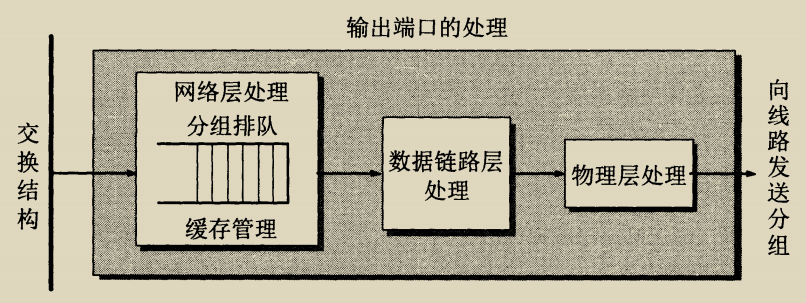 输出端口的处理
交换结构
网络层处理
分组排队
缓存管理
数据链路层
处理
物理层处理
向线路发送分组